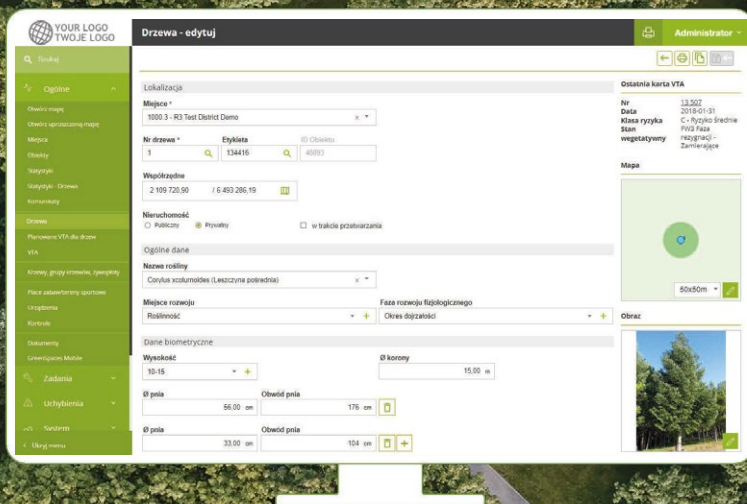 YOUR LOGO
TWOJE LOGO
Drzewa - edytuj
Administrator
Szukaj
Ogólne
Otwórz mapę
Otwórz uproszczoną mapę
Miejsca
Obiekty
Statystyki
Statystyki - Drzewa
Komunikaty
Drzewa
Planowane VTA dla drzew
VTA
Krzewy, grupy krzewów, żywopłoty
Place zabaw/tereny sportowe
Urządzenia
Kontrole
Dokumenty
GreenSpaces Mobile
Zadania
Uchybienia
System
< Ukryj menu
Lokalizacja
Miejsce *
1000.3 - R3 Test District Demo
Nr drzewa * Etykieta ID Obiektu
1 134416 46993
Współrzędne
2 109 720,90 / 6 493 286,19
Nieruchomość
Publiczny Prywatny w trakcie przetwarzania
Ogólne dane
Nazwa rośliny
Corylus xcolurnoides (Leszczyna pośrednia)
Miejsce rozwoju Faza rozwoju fizjologicznego
Roślinność Okres dojrzałości
Dane biometryczne
Wysokość Ø korony
10-15 15,00 m
Ø pnia Obwód pnia
56,00 cm 176 cm
Ø pnia Obwód pnia
33,00 cm 104 cm
Ostatnia karta VTA
Nr 13.507
Data 2018-01-31
Klasa ryzyka C - Ryzyko średnie
Stan FW3 Faza
wegetatywny rezygnacji -
Zamierające
Mapa
50x50m
Obraz